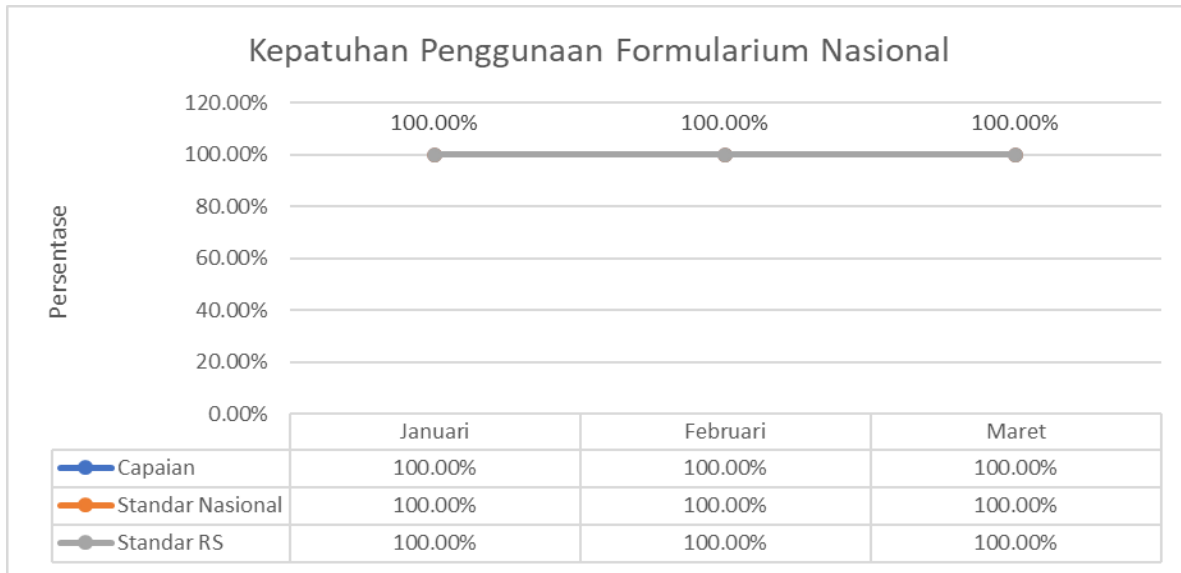 Kepatuhan Penggunaan Formularium Nasional
120.00%
100.00% 100.00% 100.00%
100.00%
80.00%
60.00%
40.00%
20.00%
0.00%
Persentase
Januari Februari Maret
Capaian 100.00% 100.00% 100.00%
Standar Nasional 100.00% 100.00% 100.00%
Standar RS 100.00% 100.00% 100.00%